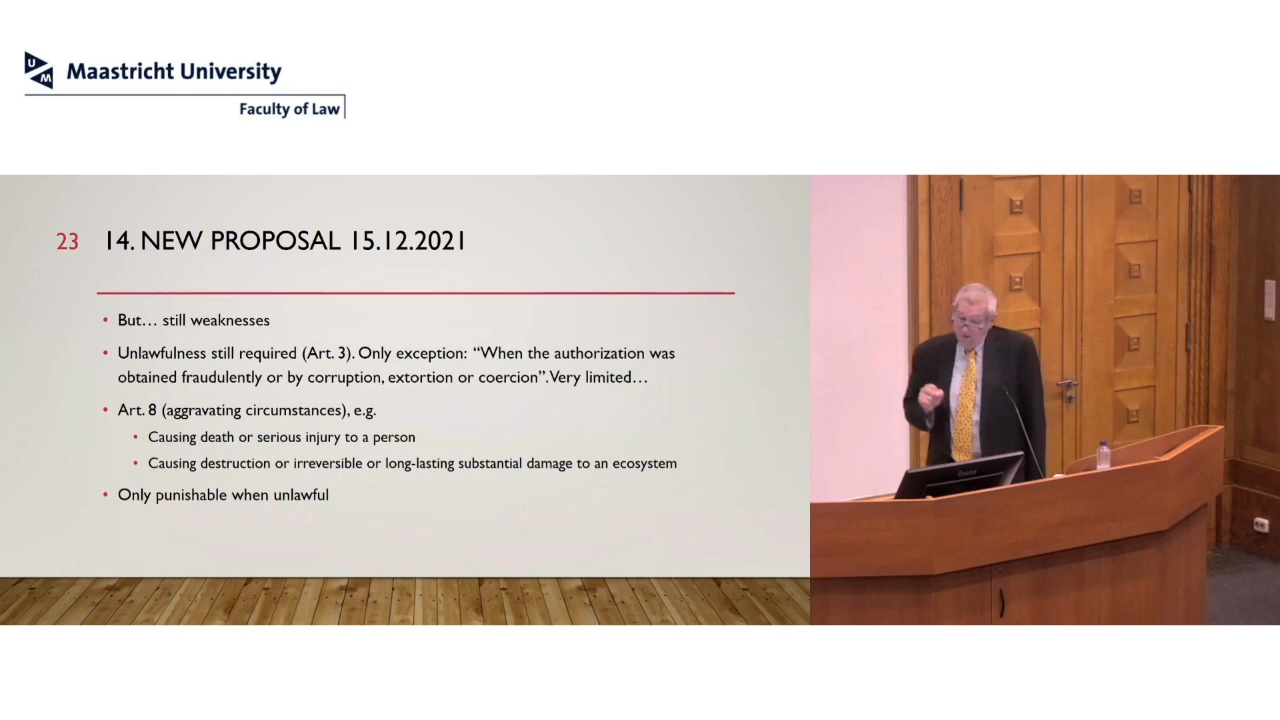 UM
Maastricht University
Faculty of Law
23 14. NEW PROPOSAL 15.12.2021
• But… still weaknesses
• Unlawfulness still required (Art. 3). Only exception: “When the authorization was
obtained fraudulently or by corruption, extortion or coercion”. Very limited…
• Art. 8 (aggravating circumstances), e.g.
• Causing death or serious injury to a person
• Causing destruction or irreversible or long-lasting substantial damage to an ecosystem
• Only punishable when unlawful